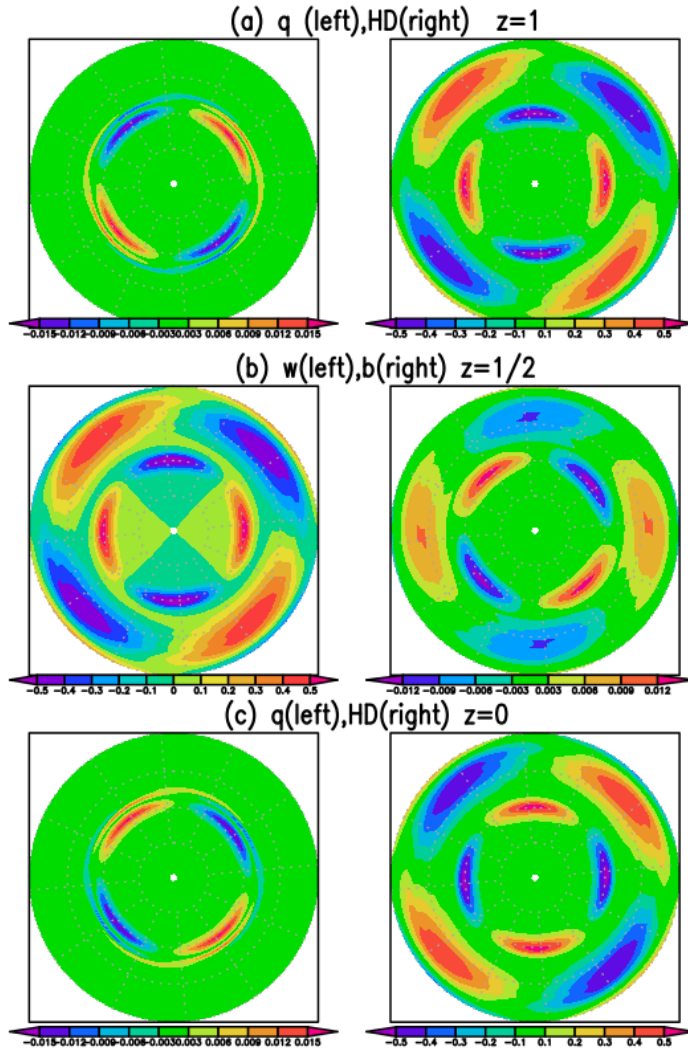 (a) q (left),HD(right) z=1
-0.015-0.012-0.009-0.006-0.0030.003 0.006 0.009 0.012 0.015
-0.5 -0.4 -0.3 -0.2 -0.1 0.1 0.2 0.3 0.4 0.5
(b) w(left),b(right) z=1/2
-0.5 -0.4 -0.3 -0.2 -0.1 0 0.1 0.2 0.3 0.4 0.5
-0.012 -0.009 -0.006 -0.003 0.003 0.006 0.009 0.012
(c) q(left),HD(right) z=0
-0.015-0.012-0.009-0.006-0.0030.003 0.006 0.009 0.012 0.015
-0.5 -0.4 -0.3 -0.2 -0.1 0.1 0.2 0.3 0.4 0.5